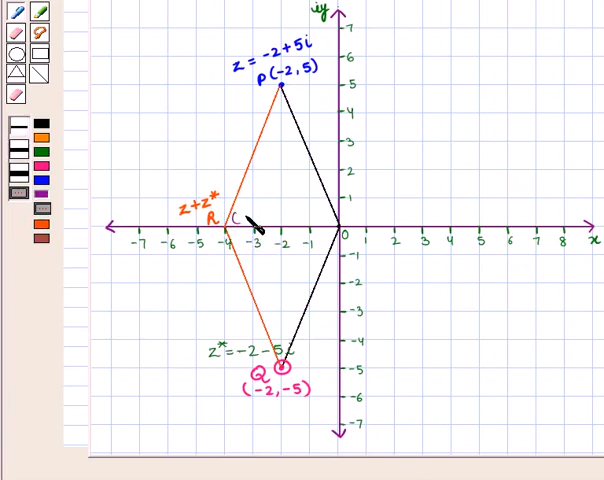 iy
7
6
z = -2+5i
P(-2,5)
5
4
3
2
1
z+z*
R (
-7 -6 -5 -4 -3 -2 -1 0 1 2 3 4 5 6 7 8 x
-1
-2
-3
-4
z* = -2-5i
-5
Q
(-2,-5)
-6
-7